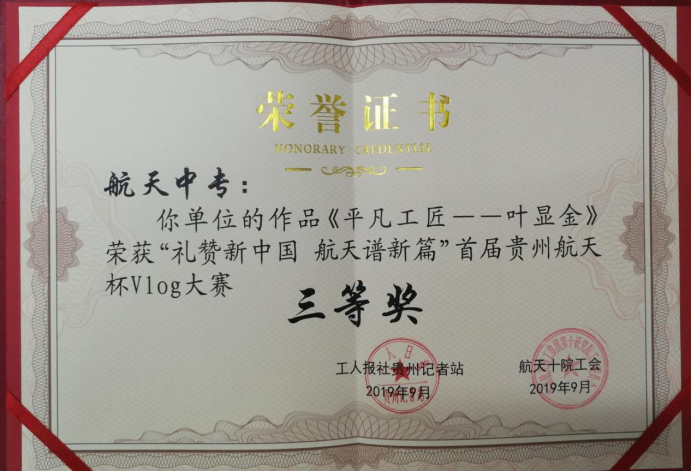 荣誉证书
HONORARY CREDENTIAL
航天中专：
你单位的作品《平凡工匠——叶显金》
荣获“礼赞新中国 航天谱新篇”首届贵州航天
杯Vlog大赛
三等奖
工人报社贵州记者站
2019年9月
航天十院工会
2019年9月